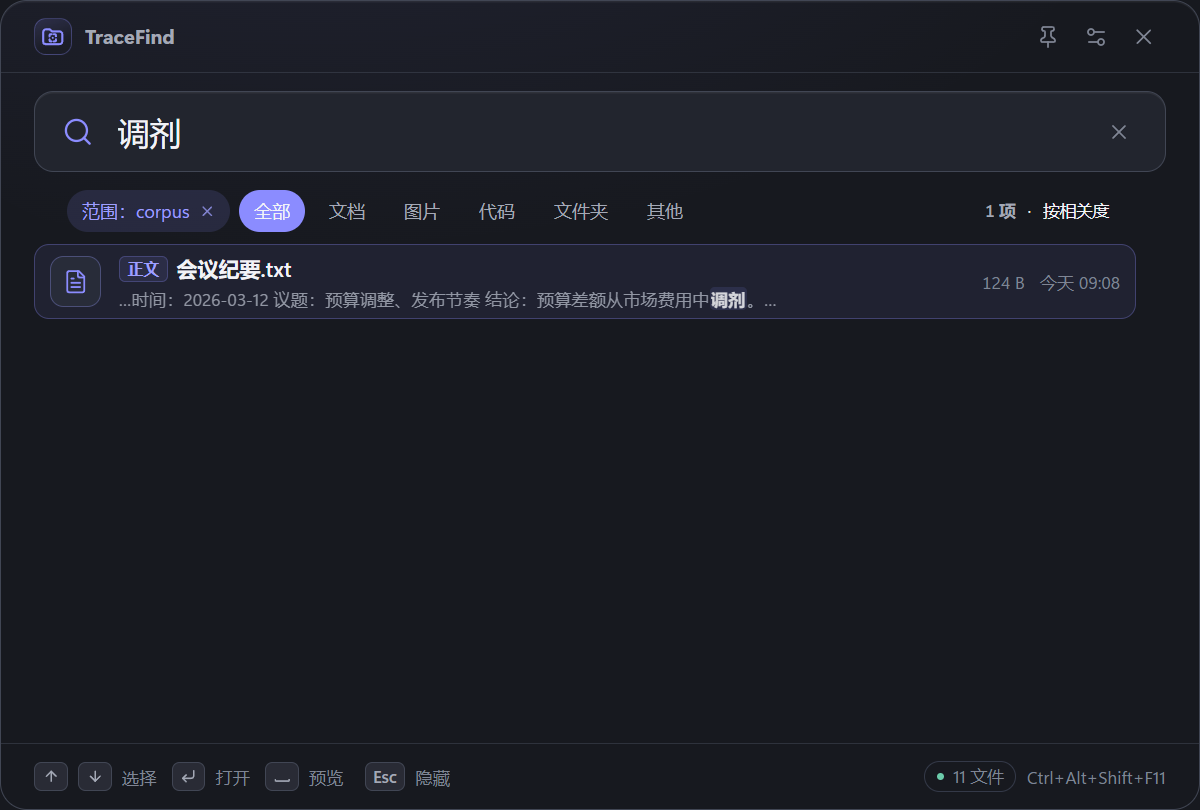 TraceFind
调剂
范围：corpus × 全部 文档 图片 代码 文件夹 其他 1 项 · 按相关度
正文 会议纪要.txt
...时间：2026-03-12 议题：预算调整、发布节奏 结论：预算差额从市场费用中调剂。...
124 B 今天 09:08
↑ ↓ 选择 打开 预览 Esc 隐藏 11 文件 Ctrl+Alt+Shift+F11